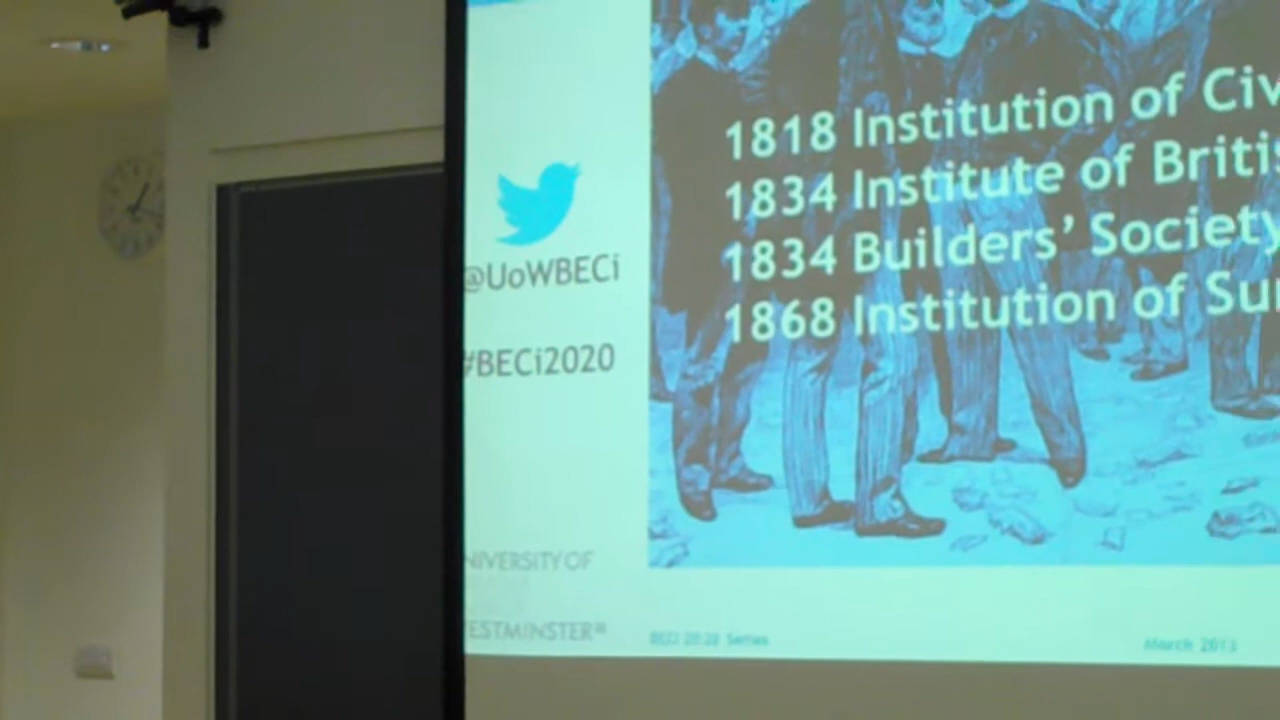 1818 Institution of Civ
1834 Institute of Briti
1834 Builders' Society
1868 Institution of Su
@UoWBECi
#BECi2020
NIVERSITY OF
ESTMINSTER
BECi 20:20 Series
March 2013